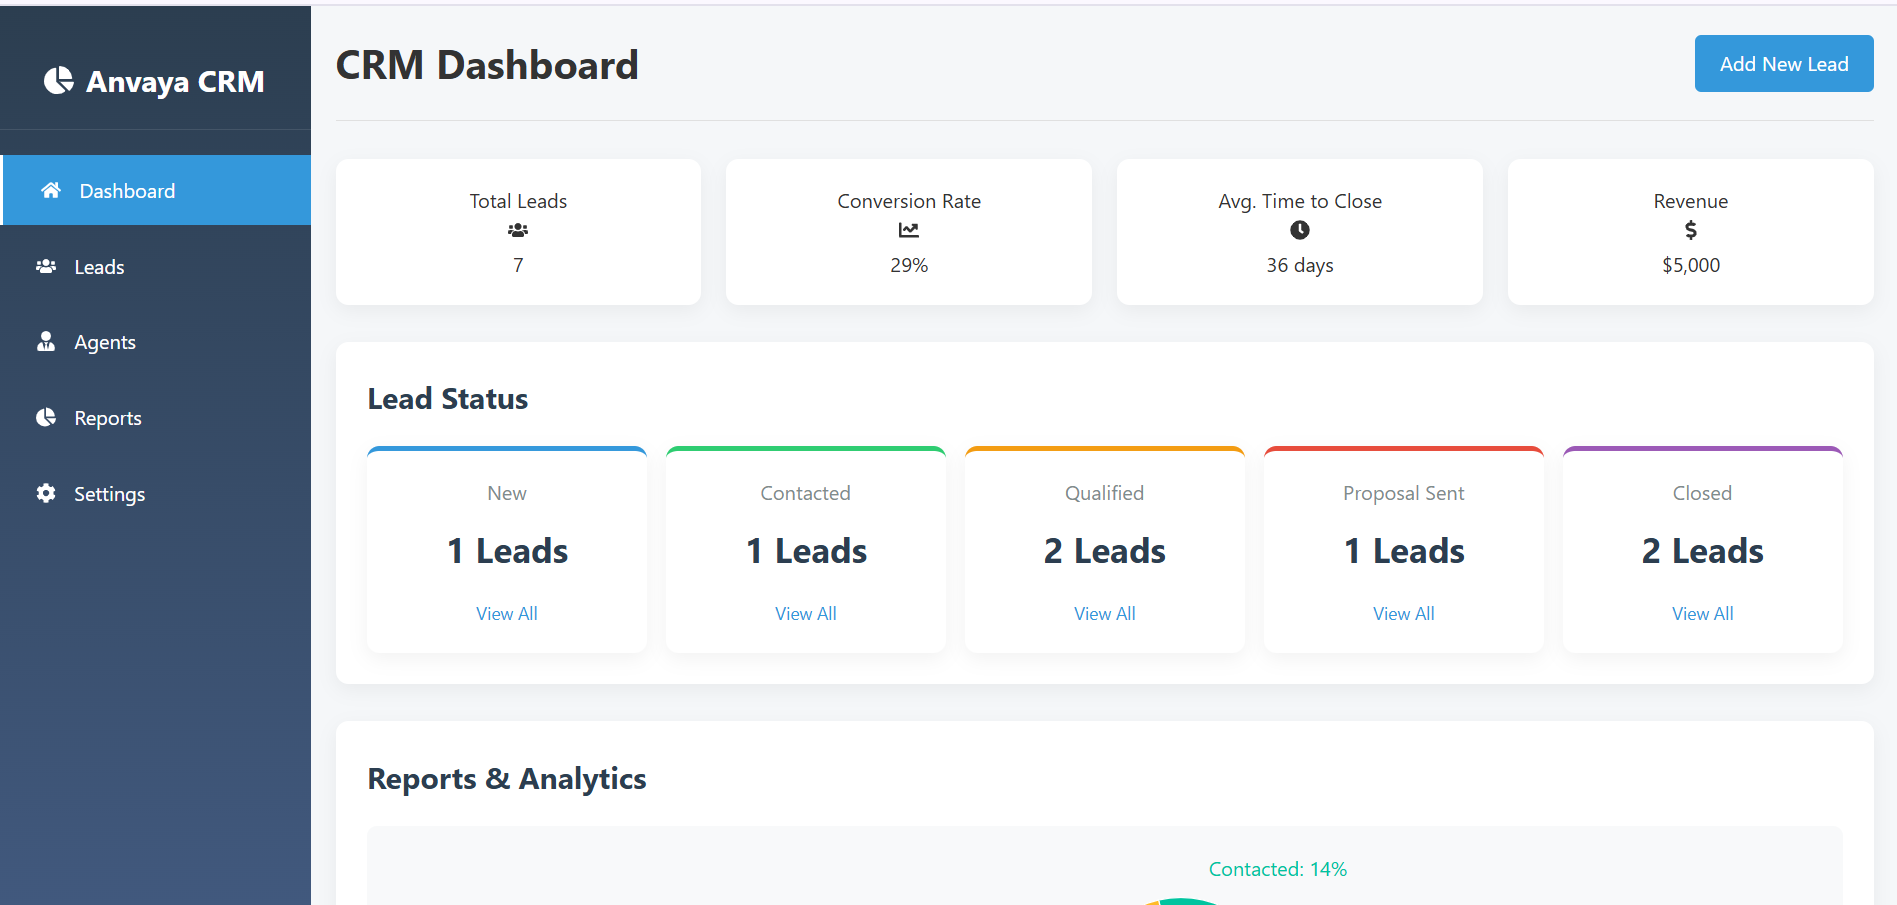 Anvaya CRM
Dashboard
Leads
Agents
Reports
Settings
CRM Dashboard
Add New Lead
Total Leads
7
Conversion Rate
29%
Avg. Time to Close
36 days
Revenue
$5,000
Lead Status
New
1 Leads
View All
Contacted
1 Leads
View All
Qualified
2 Leads
View All
Proposal Sent
1 Leads
View All
Closed
2 Leads
View All
Reports & Analytics
Contacted: 14%